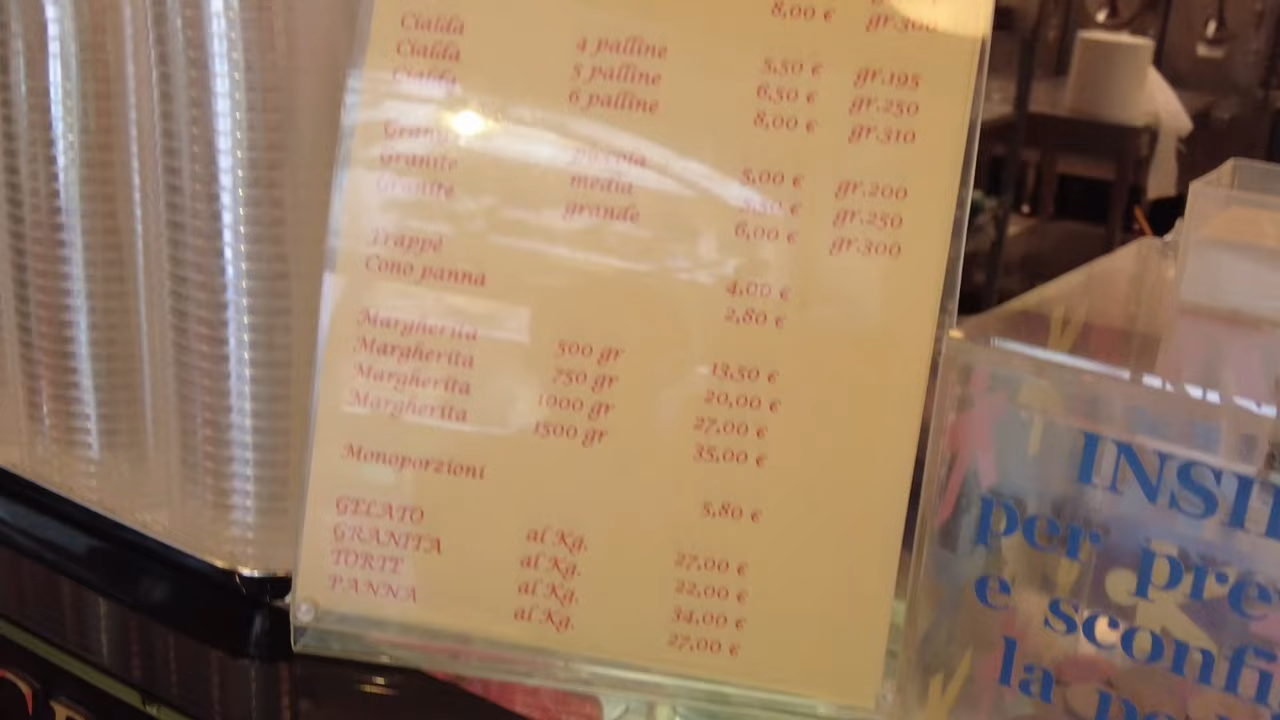 8,00 € gr.300
Cialda 4 palline 5,50 € gr.195
Cialda 5 palline 6,50 € gr.250
Cialda 6 palline 8,00 € gr.310
Granite piccola 5,00 € gr.200
Granite media 5,50 € gr.250
Granite grande 6,00 € gr.300
Frappè 4,00 €
Cono panna 2,80 €
Margherita 500 gr 13,50 €
Margherita 750 gr 20,00 €
Margherita 1000 gr 27,00 €
Margherita 1500 gr 35,00 €
Monoporzioni 5,80 €
GELATO al Kg. 27,00 €
GRANITA al Kg. 22,00 €
TORTE al Kg. 34,00 €
PANNA al Kg. 27,00 €
per
e sconfi
la